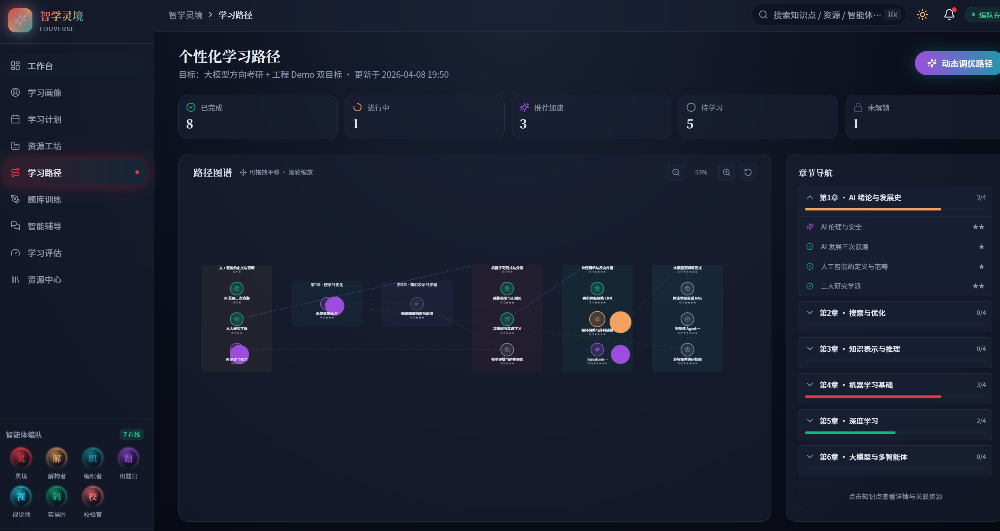 智学灵境
EDUVERSE
工作台
学习画像
学习计划
资源工坊
学习路径
题库训练
智能辅导
学习评估
资源中心
智能体编队
7 在线
灵
解
织
题
灵境
解构者
编织者
出题官
视
码
校
视觉师
实操匠
校验官
智学灵境 > 学习路径
搜索知识点 / 资源 / 智能体…
⌘K
编队在
个性化学习路径
目标：大模型方向考研 + 工程 Demo 双目标 • 更新于 2026-04-08 19:50
动态调优路径
已完成
8
进行中
1
推荐加速
3
待学习
5
未解锁
1
路径图谱
可拖拽平移 • 滚轮缩放
53%
人工智能的定义与范畴
难度★
AI 发展三次浪潮
难度★
三大研究学派
难度★★
AI 伦理与安全
难度★★
第2章 · 搜索与优化
启发式搜索 A*
难度★★★
第3章 · 知识表示与推理
知识图谱构建与应用
难度★★★
机器学习范式与分类
难度★★
线性模型与正则化
难度★★★
决策树与集成学习
难度★★★
模型评估与超参调优
难度★★★
神经网络与反向传播
难度★★★★
卷积神经网络 CNN
难度★★★★
循环网络与序列建模
难度★★★★
Transform…
难度★★★★★
大模型预训练范式
难度★★★★★
检索增强生成 RAG
难度★★★★
智能体 Agent…
难度★★★★★
多智能体协同框架
难度★★★★★
章节导航
第1章 • AI 绪论与发展史
3/4
AI 伦理与安全
★★
AI 发展三次浪潮
★
人工智能的定义与范畴
★
三大研究学派
★★
第2章 • 搜索与优化
0/4
第3章 • 知识表示与推理
0/4
第4章 • 机器学习基础
3/4
第5章 • 深度学习
2/4
第6章 • 大模型与多智能体
0/4
点击知识点查看详情与关联资源